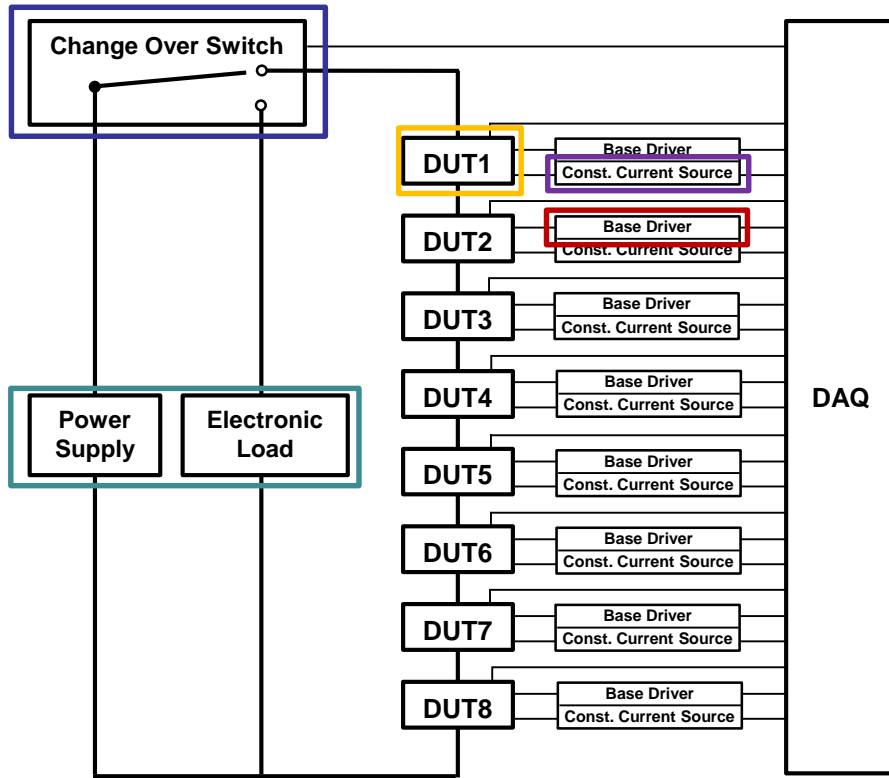 Change Over Switch
DUT1
Base Driver
Const. Current Source
DUT2
Base Driver
Const. Current Source
DUT3
Base Driver
Const. Current Source
Power
Supply
Electronic
Load
DUT4
Base Driver
Const. Current Source
DAQ
DUT5
Base Driver
Const. Current Source
DUT6
Base Driver
Const. Current Source
DUT7
Base Driver
Const. Current Source
DUT8
Base Driver
Const. Current Source